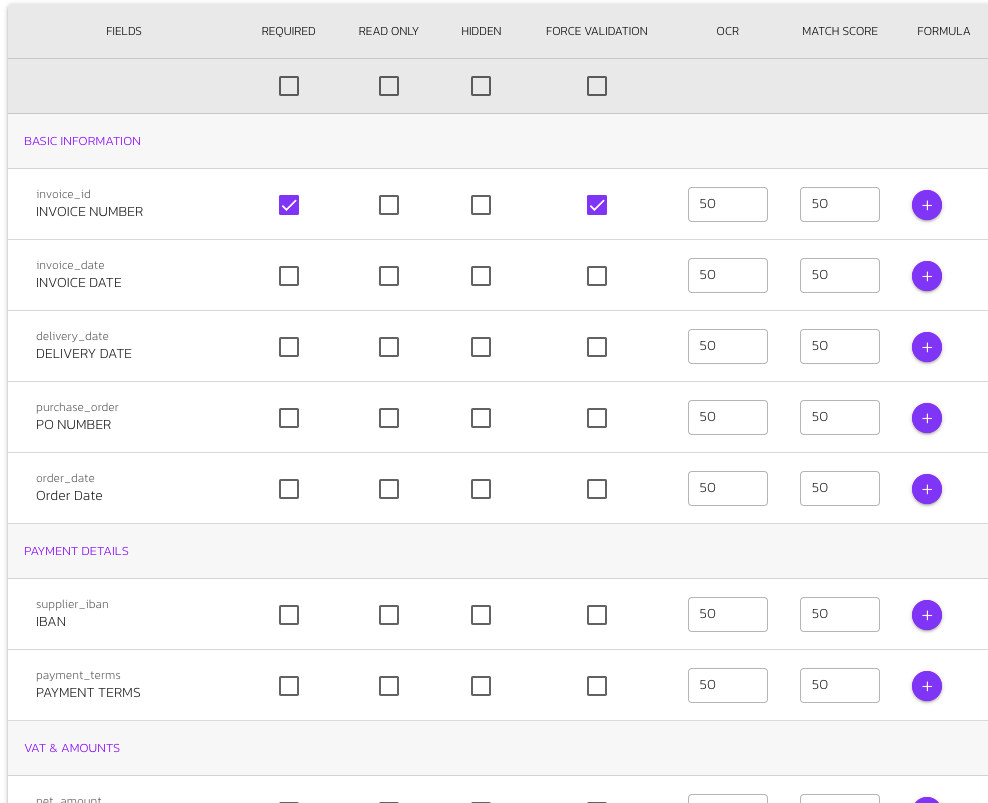 FIELDS REQUIRED READ ONLY HIDDEN FORCE VALIDATION OCR MATCH SCORE FORMULA
BASIC INFORMATION
invoice_id
INVOICE NUMBER 50 50 +
invoice_date
INVOICE DATE 50 50 +
delivery_date
DELIVERY DATE 50 50 +
purchase_order
PO NUMBER 50 50 +
order_date
Order Date 50 50 +
PAYMENT DETAILS
supplier_iban
IBAN 50 50 +
payment_terms
PAYMENT TERMS 50 50 +
VAT & AMOUNTS
net_amount